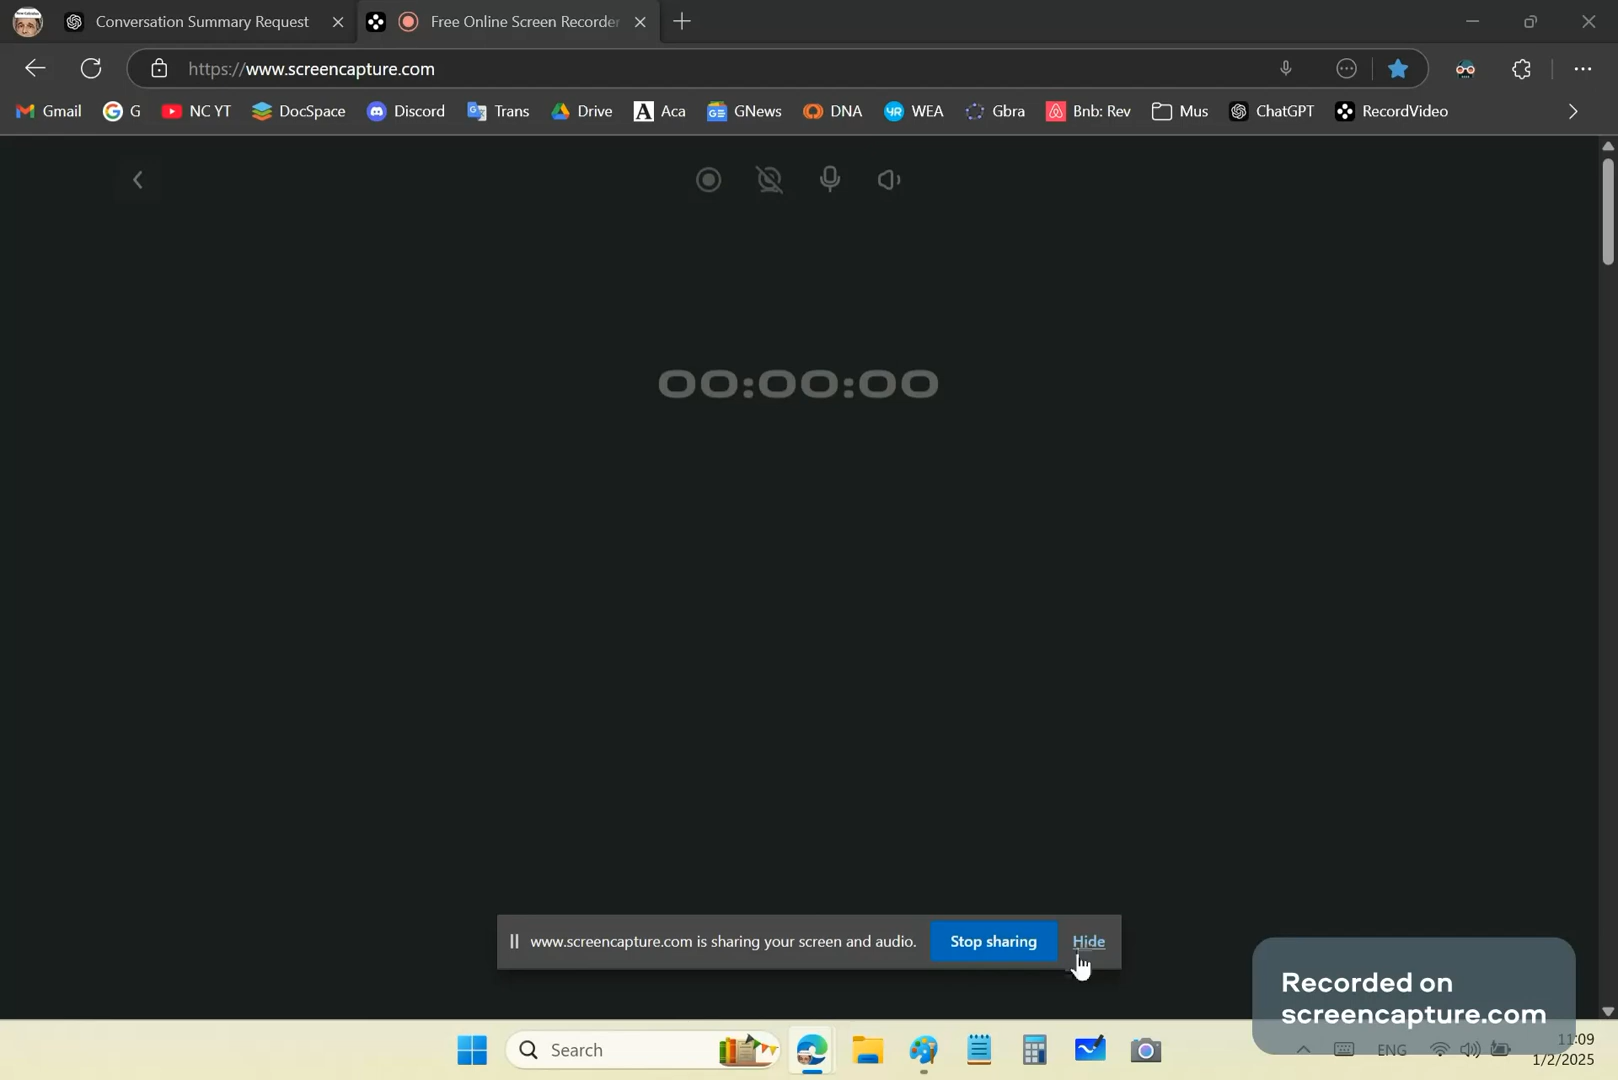 Conversation Summary Request
Free Online Screen Recorder
https://www.screencapture.com
Gmail
G
NC YT
DocSpace
Discord
Trans
Drive
Aca
GNews
DNA
WEA
Gbra
Bnb: Rev
Mus
ChatGPT
RecordVideo
00:00:00
www.screencapture.com is sharing your screen and audio.
Stop sharing
Hide
Recorded on
screencapture.com
Search
ENG
11:09
1/2/2025